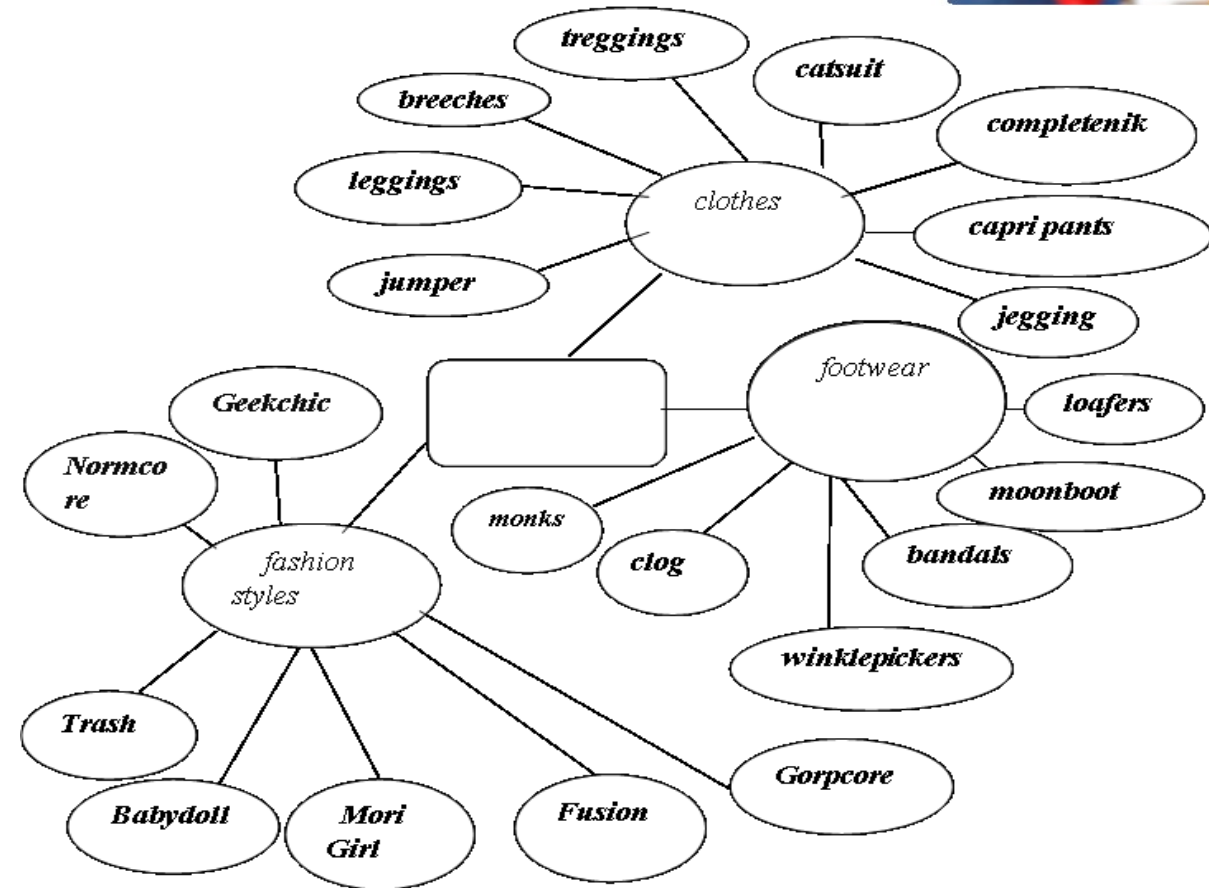 treggings
catsuit
breeches
completenik
leggings
clothes
capri pants
jumper
jegging
footwear
Geekchic
loafers
Normco
re
moonboot
monks
clog
bandals
fashion
styles
winklepickers
Trash
Gorpcore
Babydoll
Mori
Girl
Fusion